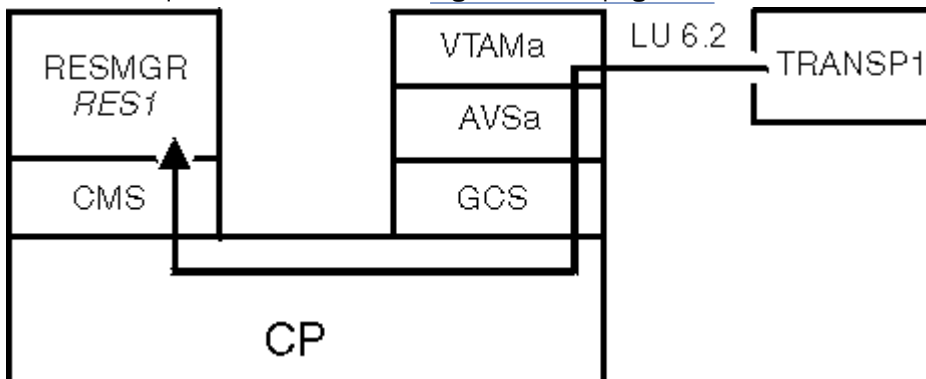 RESMGR
RES1
CMS
VTAMa
AVSa
GCS
LU 6.2
TRANSP1
CP